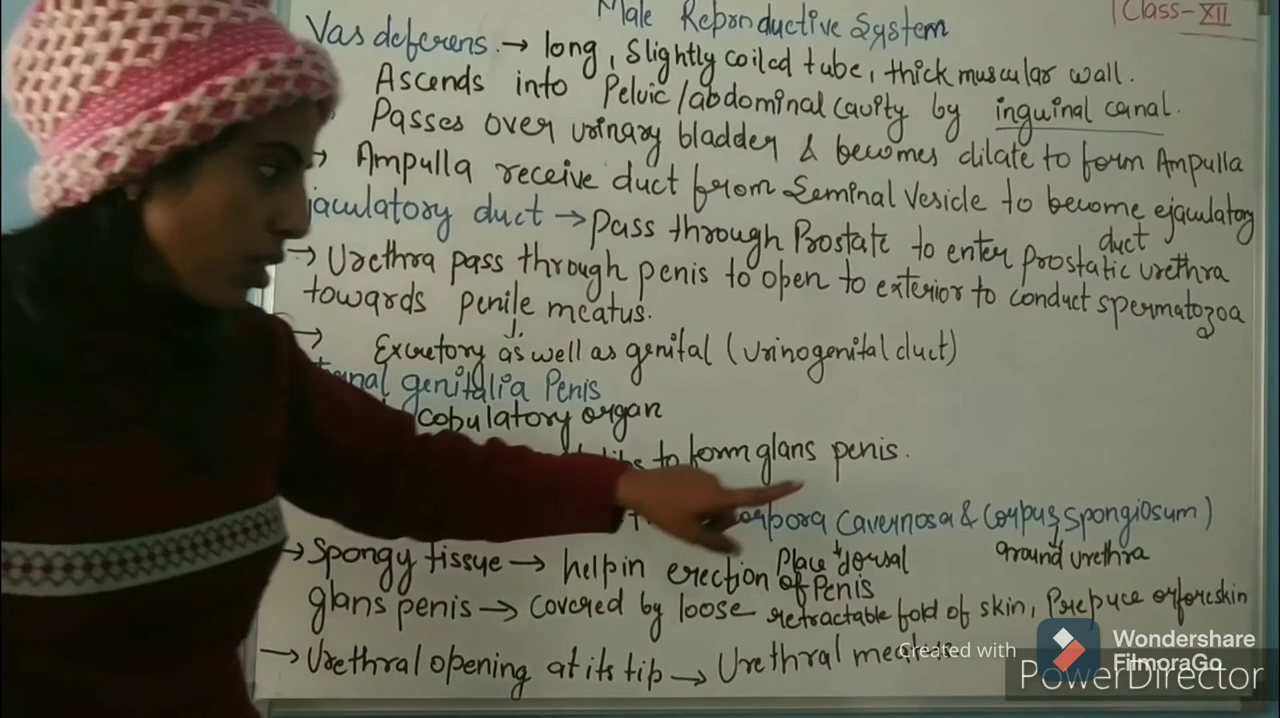 Male Reproductive System
Class-XII
Vas deferens → long, slightly coiled tube, thick muscular wall.
Ascends into Pelvic/abdominal cavity by inguinal canal.
Passes over urinary bladder & becomes dilate to form Ampulla
→ Ampulla receive duct from Seminal Vesicle to become ejaculatory duct
jaculatory duct → Pass through Prostate to enter prostatic urethra
→ Urethra pass through penis to open to exterior to conduct spermatozoa
towards penile meatus.
→ Excretory as well as genital (urinogenital duct)
genitalia Penis
cobulatory organ
to form glans penis.
corpora cavernosa & corpus spongiosum)
Place dorsal
around urethra
→ Spongy tissue → help in erection of Penis
glans penis → covered by loose retractable fold of skin, Prepuce or foreskin
→ Urethral opening at its tip → Urethral meatus
Created with
Wondershare
FilmoraGo
PowerDirector